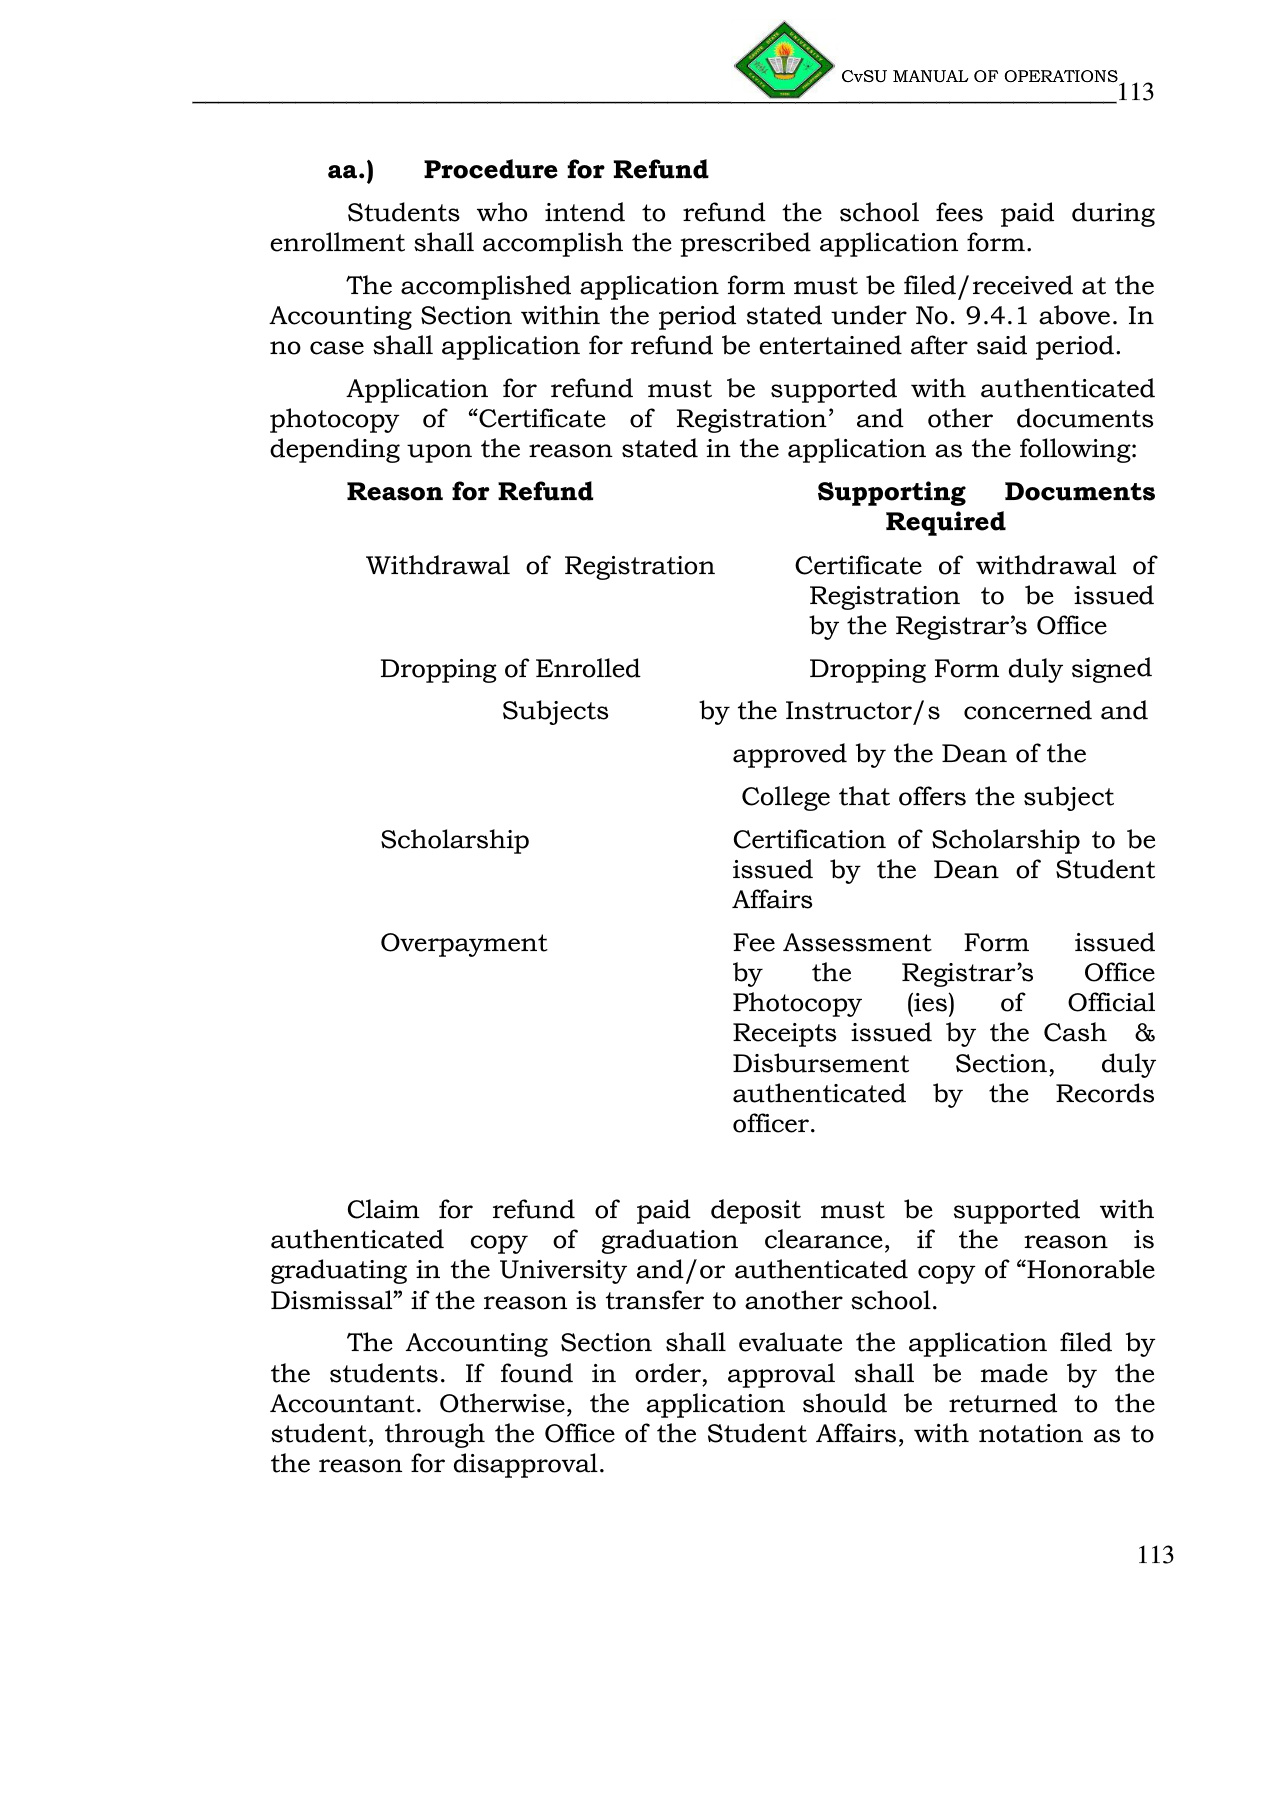 CvSU MANUAL OF OPERATIONS 113
aa.) Procedure for Refund
Students who intend to refund the school fees paid during
enrollment shall accomplish the prescribed application form.
The accomplished application form must be filed/received at the
Accounting Section within the period stated under No. 9.4.1 above. In
no case shall application for refund be entertained after said period.
Application for refund must be supported with authenticated
photocopy of “Certificate of Registration’ and other documents
depending upon the reason stated in the application as the following:
Reason for Refund Supporting Documents
Required
Withdrawal of Registration Certificate of withdrawal of
Registration to be issued
by the Registrar’s Office
Dropping of Enrolled Dropping Form duly signed
Subjects by the Instructor/s concerned and
approved by the Dean of the
College that offers the subject
Scholarship Certification of Scholarship to be
issued by the Dean of Student
Affairs
Overpayment Fee Assessment Form issued
by the Registrar’s Office
Photocopy (ies) of Official
Receipts issued by the Cash &
Disbursement Section, duly
authenticated by the Records
officer.
Claim for refund of paid deposit must be supported with
authenticated copy of graduation clearance, if the reason is
graduating in the University and/or authenticated copy of “Honorable
Dismissal” if the reason is transfer to another school.
The Accounting Section shall evaluate the application filed by
the students. If found in order, approval shall be made by the
Accountant. Otherwise, the application should be returned to the
student, through the Office of the Student Affairs, with notation as to
the reason for disapproval.
113